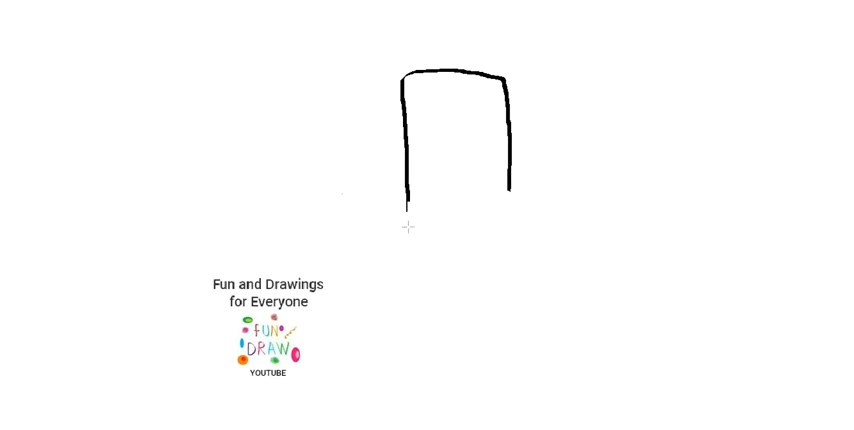 Fun and Drawings
for Everyone
FUN
DRAW
YOUTUBE